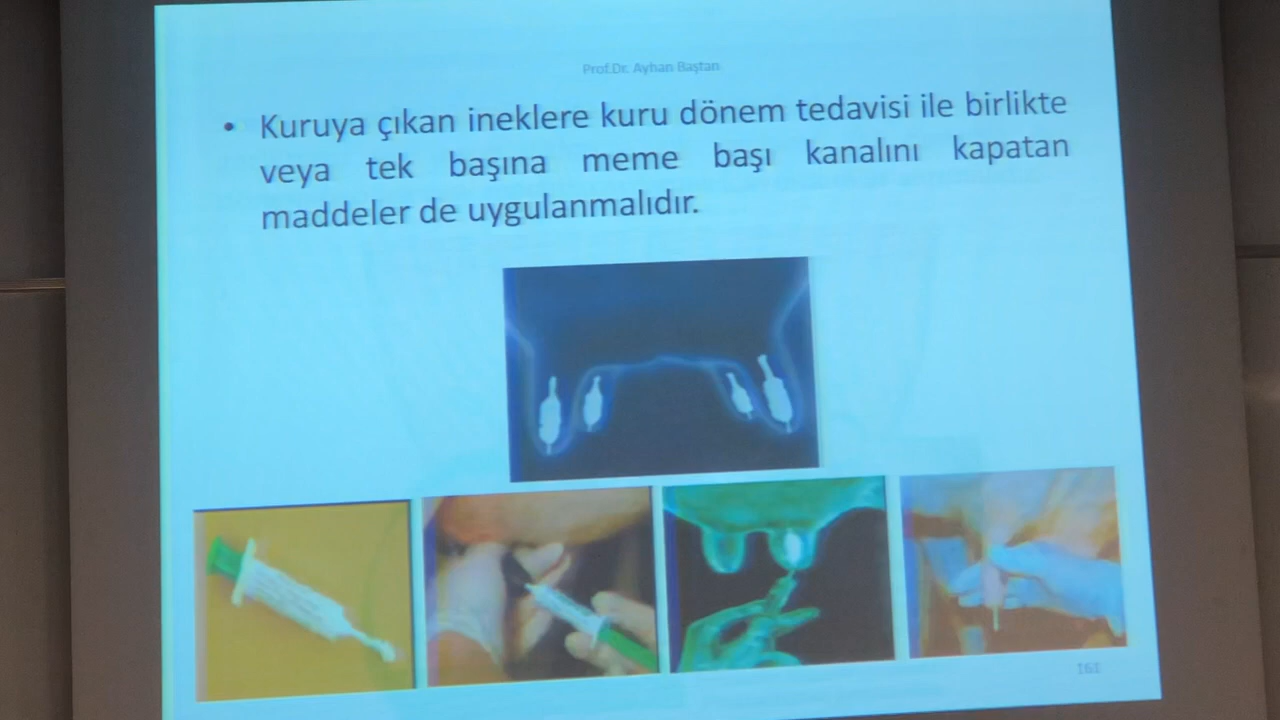 Prof.Dr. Ayhan Baştan
• Kuruya çıkan ineklere kuru dönem tedavisi ile birlikte
veya tek başına meme başı kanalını kapatan
maddeler de uygulanmalıdır.
161